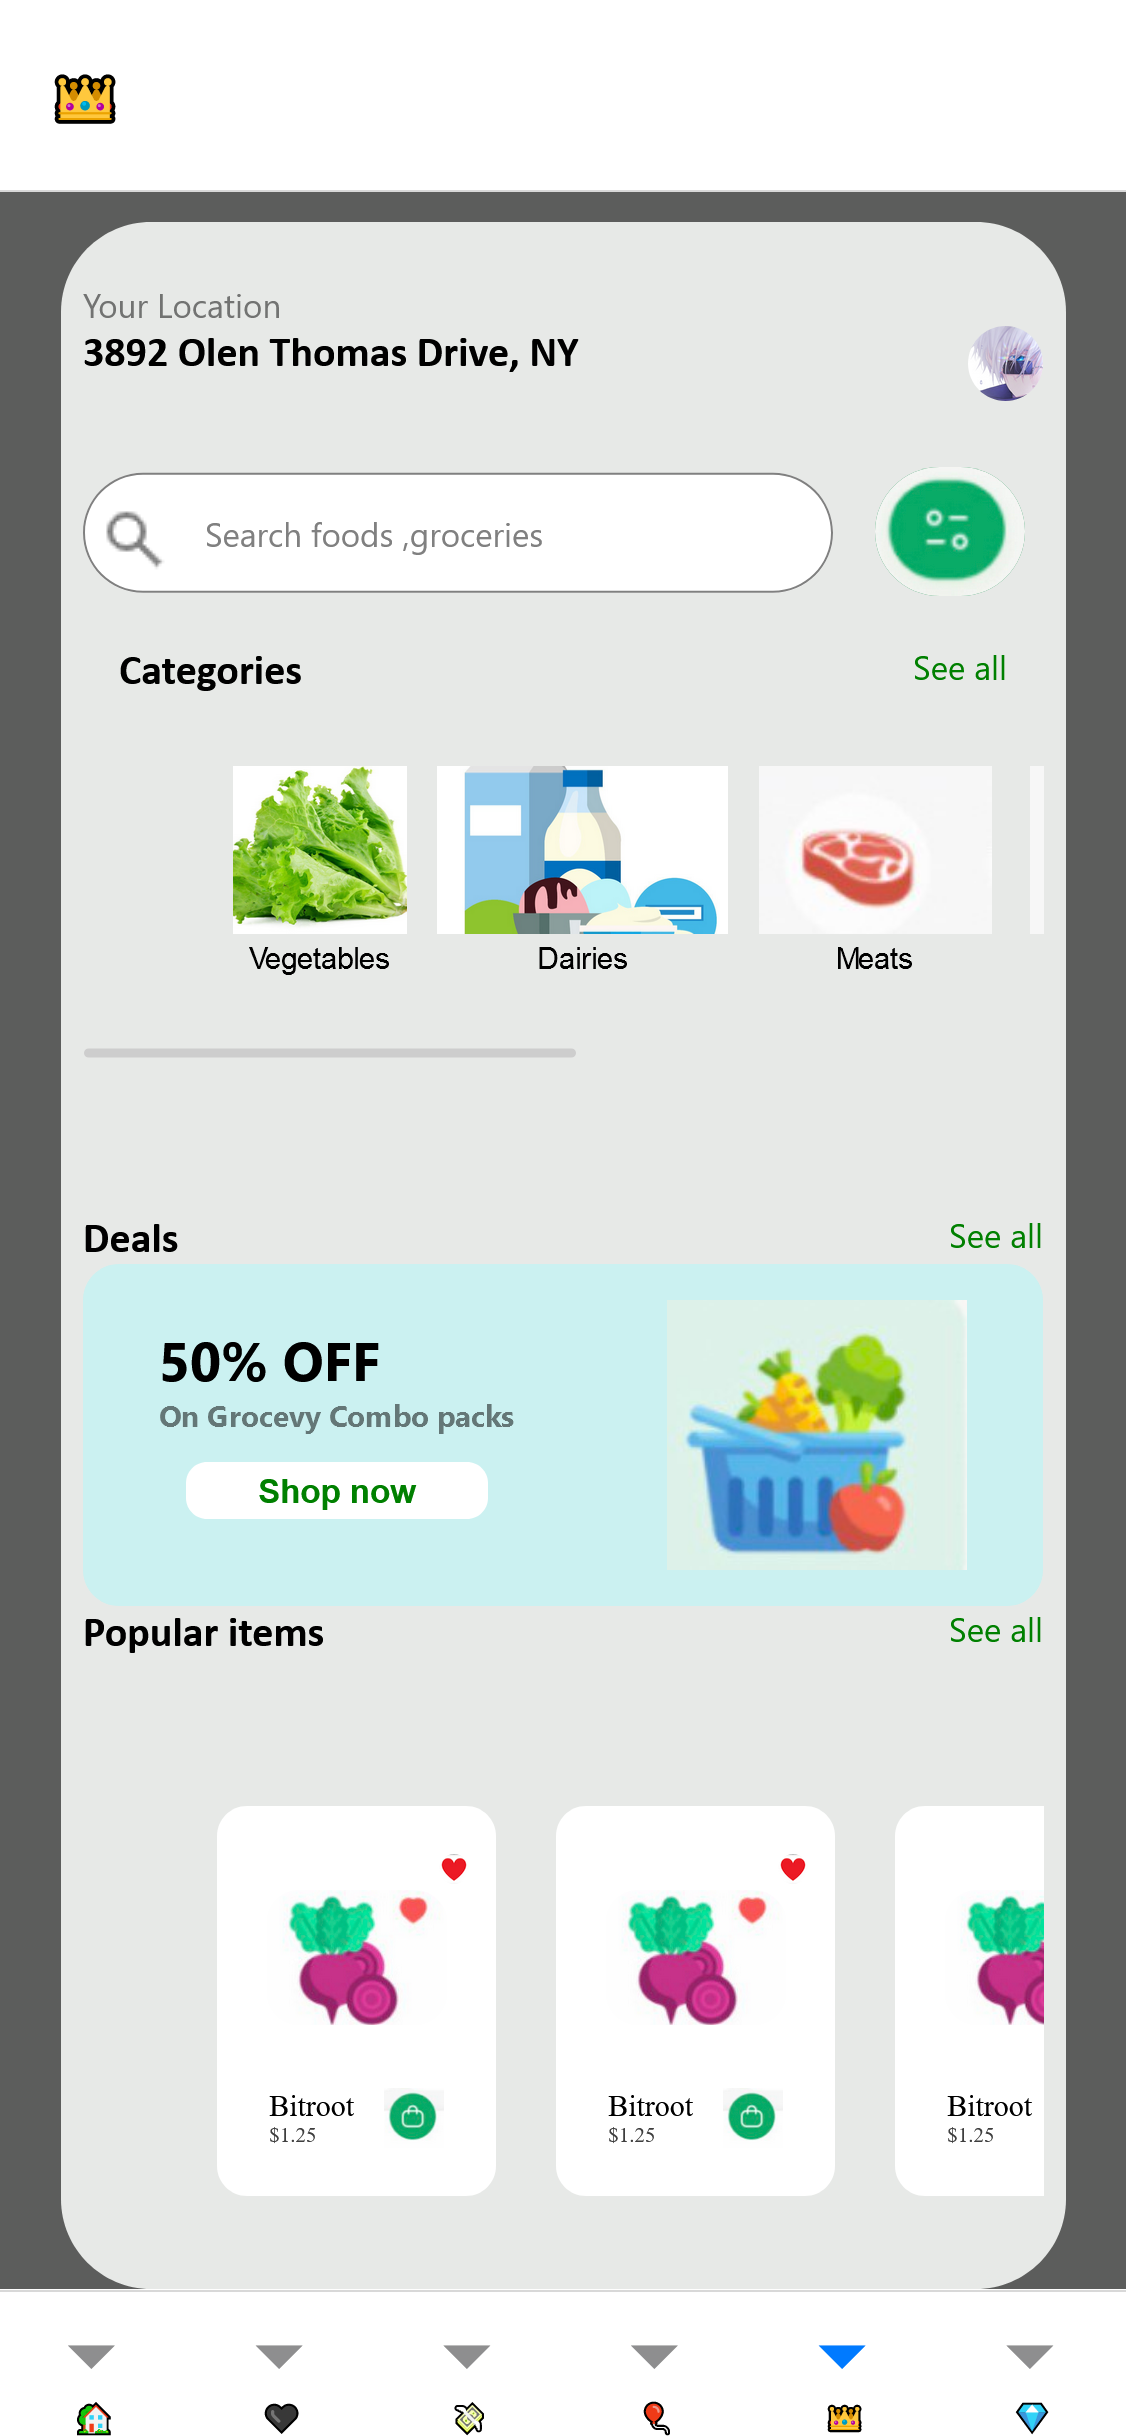 Your Location
3892 Olen Thomas Drive, NY
Search foods ,groceries
Categories
See all
Vegetables
Dairies
Meats
Deals
See all
50% OFF
On Grocevy Combo packs
Shop now
Popular items
See all
Bitroot
$1.25
Bitroot
$1.25
Bitroot
$1.25